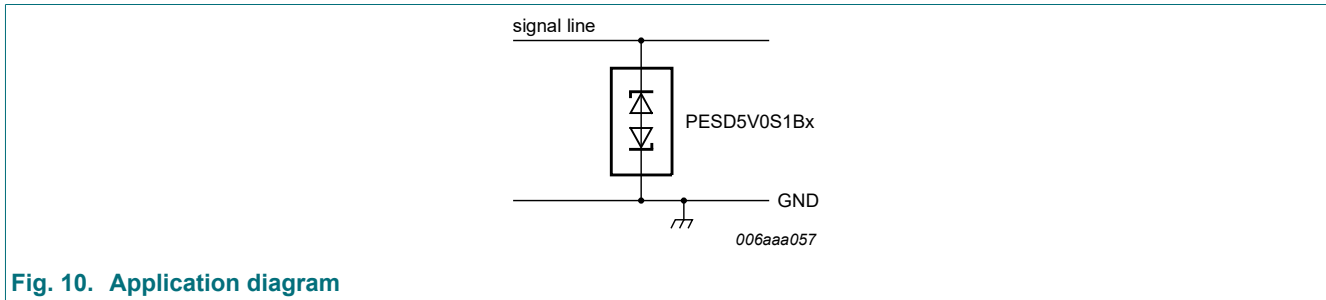 signal line
PESD5V0S1Bx
GND
006aaa057
Fig. 10. Application diagram